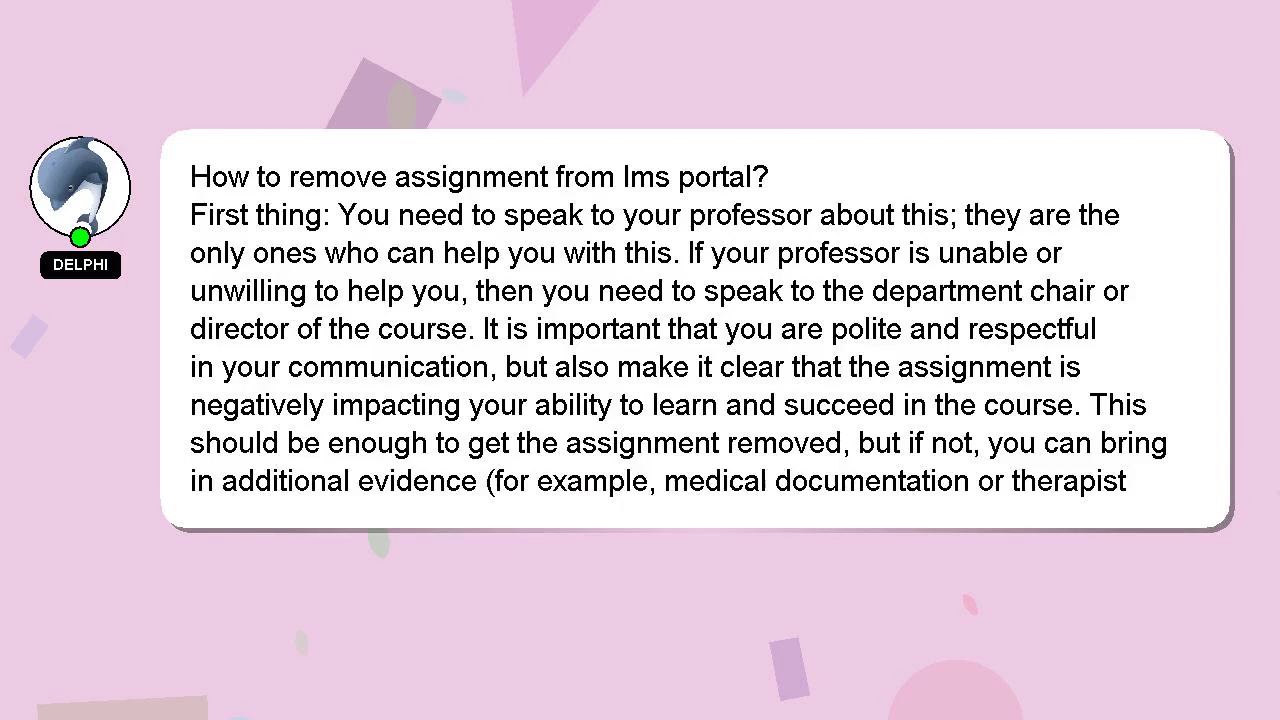 How to remove assignment from lms portal?
First thing: You need to speak to your professor about this; they are the
only ones who can help you with this. If your professor is unable or
unwilling to help you, then you need to speak to the department chair or
director of the course. It is important that you are polite and respectful
in your communication, but also make it clear that the assignment is
negatively impacting your ability to learn and succeed in the course. This
should be enough to get the assignment removed, but if not, you can bring
in additional evidence (for example, medical documentation or therapist
DELPHI